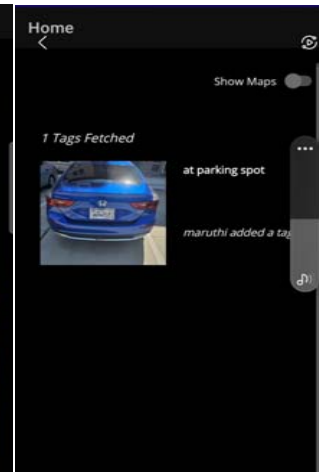 Home
Show Maps
1 Tags Fetched
at parking spot
maruthi added a tag